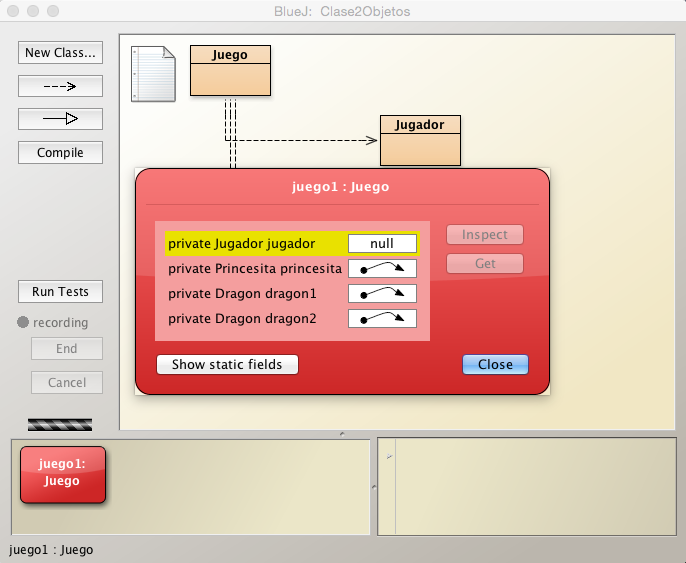 BlueJ: Clase2Objetos
New Class...
Compile
Run Tests
recording
End
Cancel
Juego
Jugador
juego1 : Juego
private Jugador jugador null
private Princesita princesita
private Dragon dragon1
private Dragon dragon2
Inspect
Get
Show static fields
Close
juego1:
Juego
juego1 : Juego